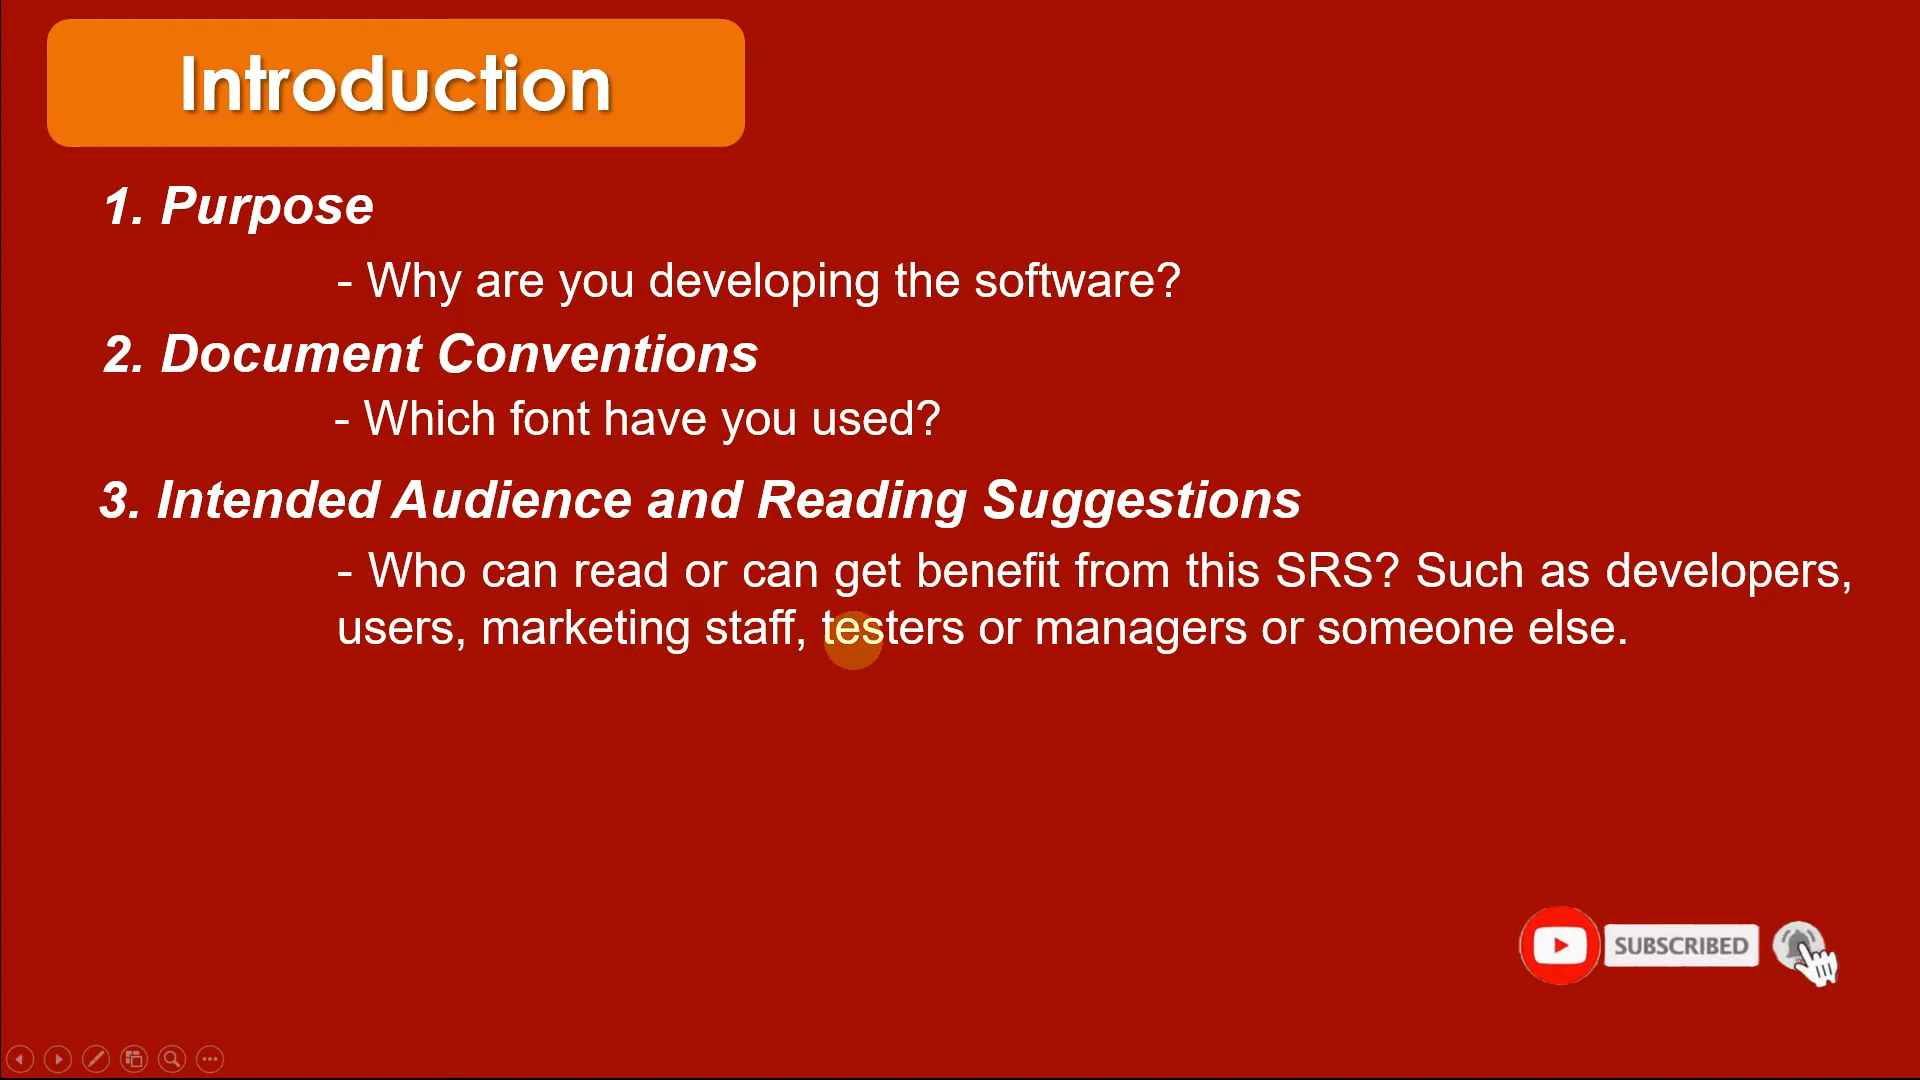 Introduction
1. Purpose
- Why are you developing the software?
2. Document Conventions
- Which font have you used?
3. Intended Audience and Reading Suggestions
- Who can read or can get benefit from this SRS? Such as developers,
users, marketing staff, testers or managers or someone else.
SUBSCRIBED